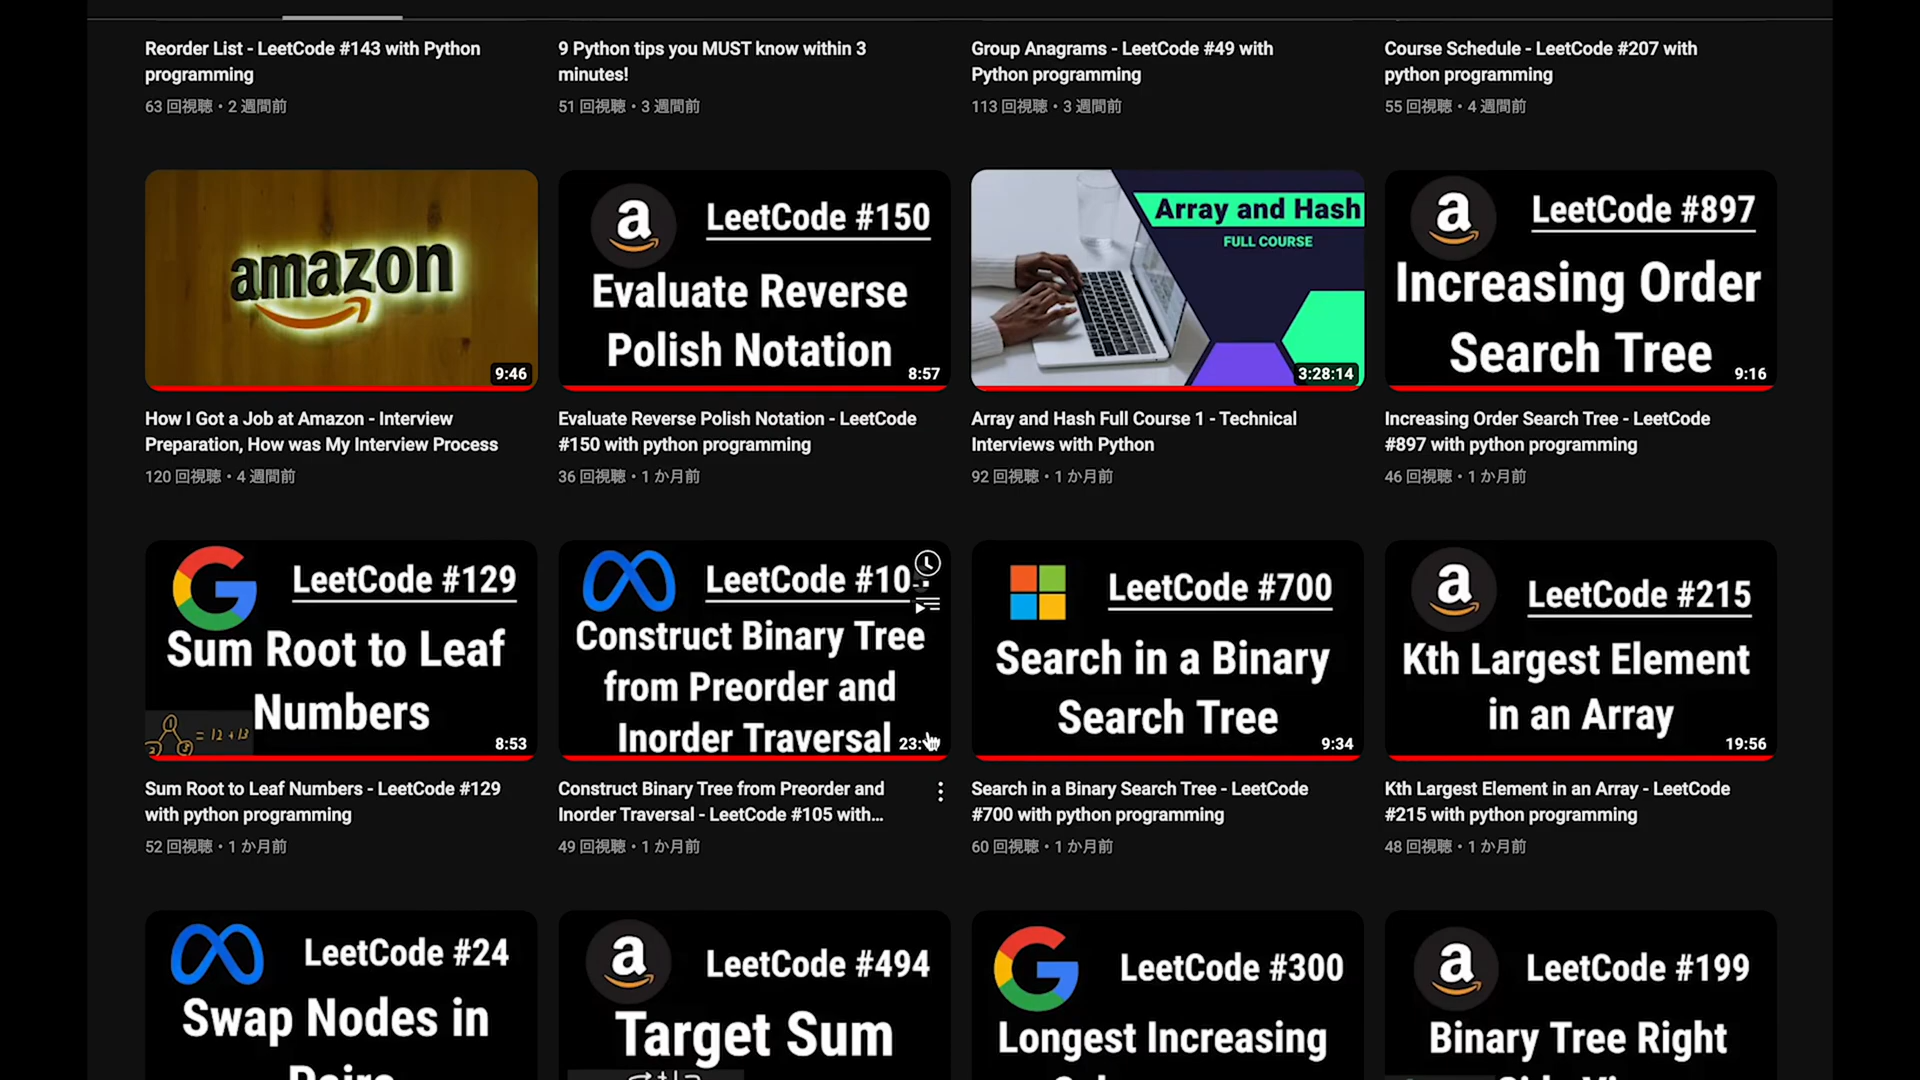 Reorder List - LeetCode #143 with Python
programming
63 回視聴・2 週間前
9 Python tips you MUST know within 3
minutes!
51 回視聴・3 週間前
Group Anagrams - LeetCode #49 with
Python programming
113 回視聴・3 週間前
Course Schedule - LeetCode #207 with
python programming
55 回視聴・4 週間前
amazon
9:46
How I Got a Job at Amazon - Interview
Preparation, How was My Interview Process
120 回視聴・4 週間前
a
LeetCode #150
Evaluate Reverse
Polish Notation
8:57
Evaluate Reverse Polish Notation - LeetCode
#150 with python programming
36 回視聴・1 か月前
Array and Hash
FULL COURSE
3:28:14
Array and Hash Full Course 1 - Technical
Interviews with Python
92 回視聴・1 か月前
a
LeetCode #897
Increasing Order
Search Tree
9:16
Increasing Order Search Tree - LeetCode
#897 with python programming
46 回視聴・1 か月前
G
LeetCode #129
Sum Root to Leaf
Numbers
= 12 + 13
8:53
Sum Root to Leaf Numbers - LeetCode #129
with python programming
52 回視聴・1 か月前
LeetCode #10
Construct Binary Tree
from Preorder and
Inorder Traversal
23:
Construct Binary Tree from Preorder and
Inorder Traversal - LeetCode #105 with...
49 回視聴・1 か月前
LeetCode #700
Search in a Binary
Search Tree
9:34
Search in a Binary Search Tree - LeetCode
#700 with python programming
60 回視聴・1 か月前
a
LeetCode #215
Kth Largest Element
in an Array
19:56
Kth Largest Element in an Array - LeetCode
#215 with python programming
48 回視聴・1 か月前
LeetCode #24
Swap Nodes in
Pairs
a
LeetCode #494
Target Sum
G
LeetCode #300
Longest Increasing
a
LeetCode #199
Binary Tree Right